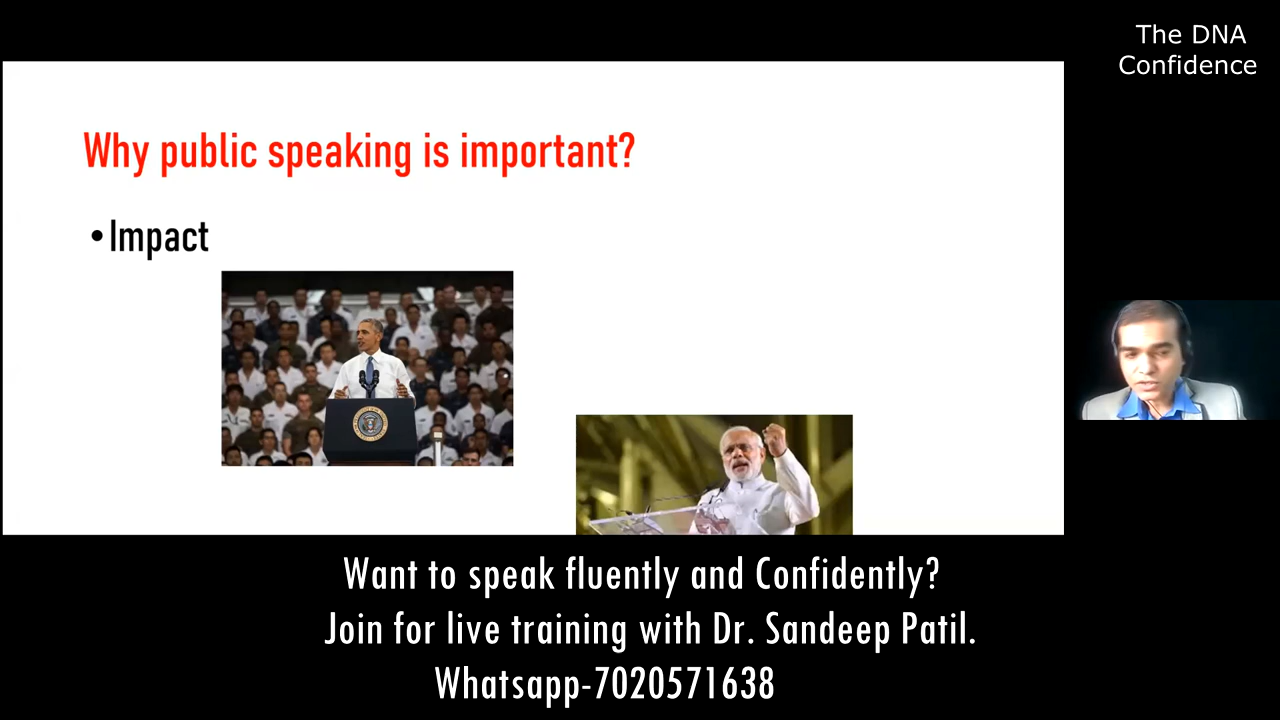 The DNA
Confidence
Why public speaking is important?
•Impact
Want to speak fluently and Confidently?
Join for live training with Dr. Sandeep Patil.
Whatsapp-7020571638